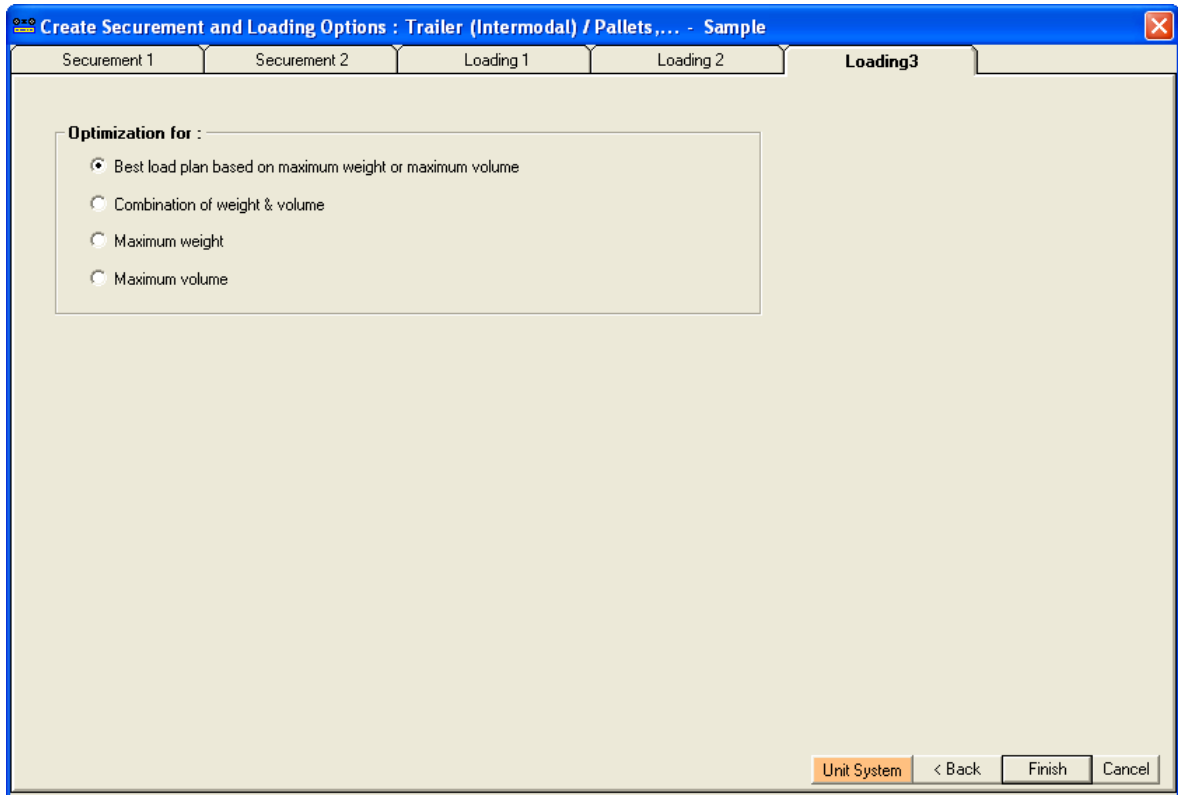 Create Securement and Loading Options : Trailer (Intermodal) / Pallets,... - Sample
Securement 1 Securement 2 Loading 1 Loading 2 Loading3
Optimization for :
Best load plan based on maximum weight or maximum volume
Combination of weight & volume
Maximum weight
Maximum volume
Unit System < Back Finish Cancel